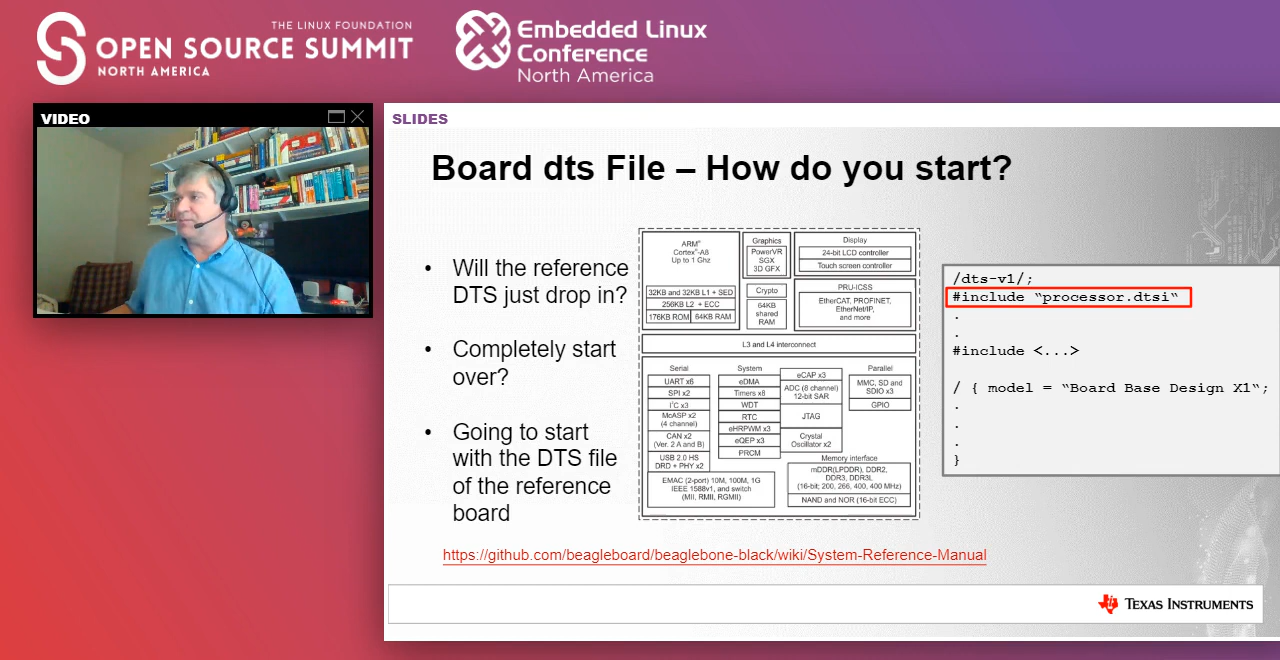 THE LINUX FOUNDATION
OPEN SOURCE SUMMIT
NORTH AMERICA
Embedded Linux
Conference
North America
VIDEO
SLIDES
Board dts File – How do you start?
• Will the reference
DTS just drop in?
• Completely start
over?
• Going to start
with the DTS file
of the reference
board
ARM®
Cortex®-A8
Up to 1 Ghz
32KB and 32KB L1 + SED
256KB L2 + ECC
176KB ROM
64KB RAM
Graphics
PowerVR
SGX
3D GFX
Crypto
64KB
shared
RAM
Display
24-bit LCD controller
Touch screen controller
PRU-ICSS
EtherCAT, PROFINET,
EtherNet/IP,
and more
L3 and L4 interconnect
Serial
UART x6
SPI x2
I²C x3
McASP x2
(4 channel)
CAN x2
(Ver. 2 A and B)
USB 2.0 HS
DRD + PHY x2
EMAC (2-port) 10M, 100M, 1G
IEEE 1588v1, and switch
(MII, RMII, RGMII)
System
eDMA
Timers x8
WDT
RTC
eHRPWM x3
eQEP x3
PRCM
eCAP x3
ADC (8 channel)
12-bit SAR
JTAG
Crystal
Oscillator x2
Parallel
MMC, SD and
SDIO x3
GPIO
Memory interface
mDDR(LPDDR), DDR2,
DDR3, DDR3L
(16-bit; 200, 266, 400, 400 MHz)
NAND and NOR (16-bit ECC)
/dts-v1/;
#include “processor.dtsi“
.
.
#include <...>
/ { model = “Board Base Design X1“;
.
.
.
}
https://github.com/beagleboard/beaglebone-black/wiki/System-Reference-Manual
TEXAS INSTRUMENTS